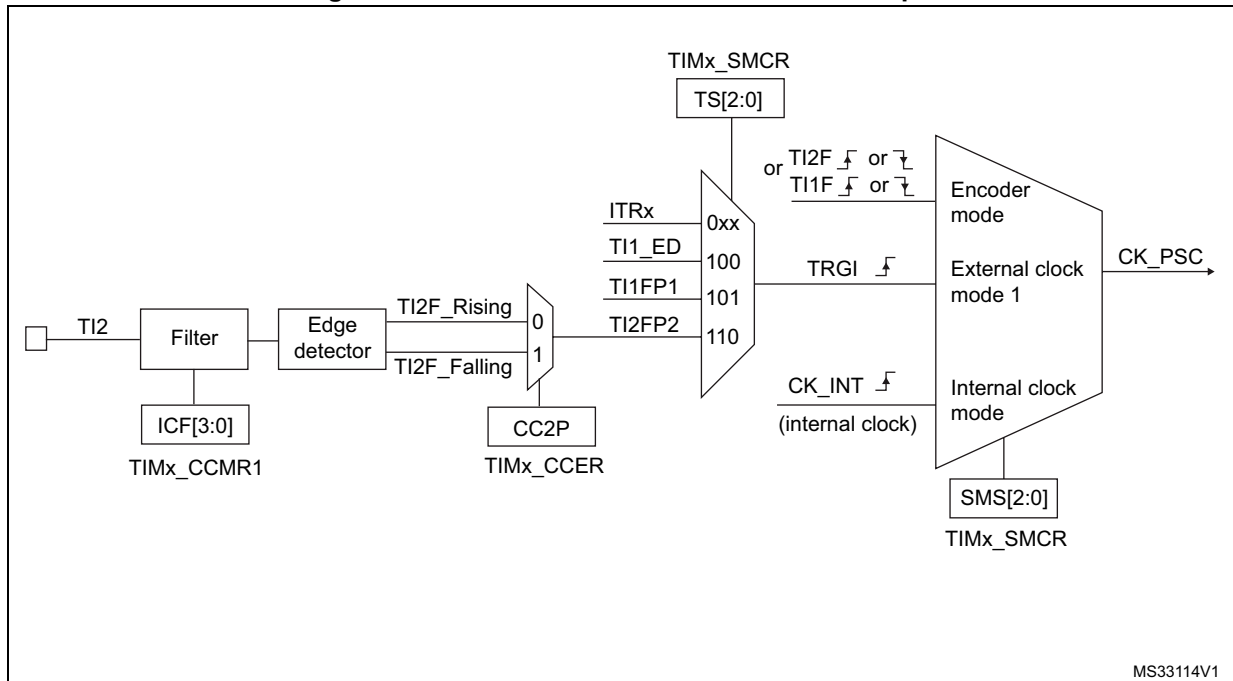 TIMx_SMCR
TS[2:0]
or TI2F or
TI1F or
Encoder
mode
ITRx
0xx
TI1_ED
100
TRGI
External clock
mode 1
CK_PSC
TI1FP1
101
TI2F_Rising
0
TI2FP2
110
TI2
Filter
Edge
detector
TI2F_Falling
1
CK_INT
(internal clock)
Internal clock
mode
ICF[3:0]
CC2P
TIMx_CCMR1
TIMx_CCER
SMS[2:0]
TIMx_SMCR
MS33114V1